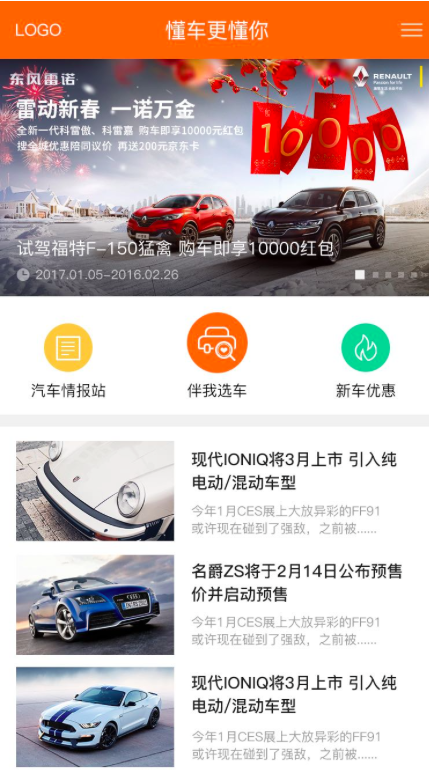 LOGO
懂车更懂你
东风雷诺
RENAULT
Passion for life
雷动新春 一诺万金
全新一代科雷傲、科雷嘉 购车即享10000元红包
搜全城优惠陪同议价 再送200元京东卡
10000
试驾福特F-150猛禽 购车即享10000红包
2017.01.05-2016.02.26
汽车情报站
伴我选车
新车优惠
现代IONIQ将3月上市 引入纯
电动/混动车型
今年1月CES展上大放异彩的FF91
或许现在碰到了强敌，之前被......
名爵ZS将于2月14日公布预售
价并启动预售
今年1月CES展上大放异彩的FF91
或许现在碰到了强敌，之前被......
现代IONIQ将3月上市 引入纯
电动/混动车型
今年1月CES展上大放异彩的FF91
或许现在碰到了强敌，之前被......